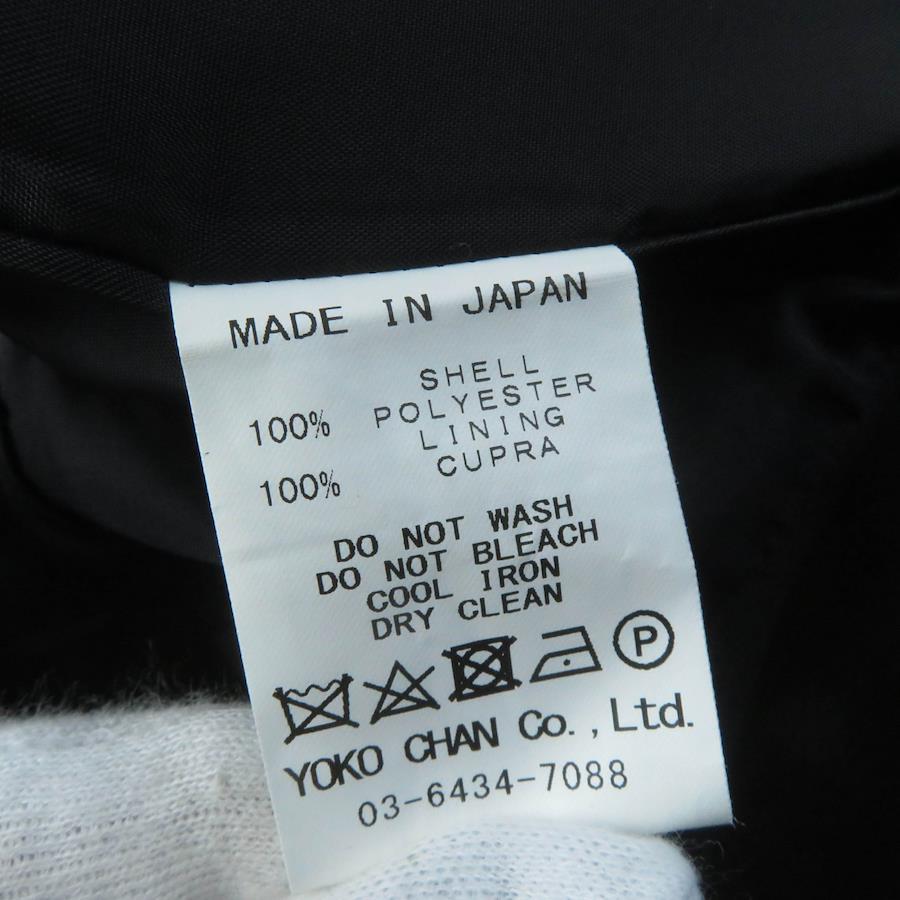 MADE IN JAPAN
SHELL
100% POLYESTER
LINING
100% CUPRA
DO NOT WASH
DO NOT BLEACH
COOL IRON
DRY CLEAN
P
YOKO CHAN Co., Ltd.
03-6434-7088